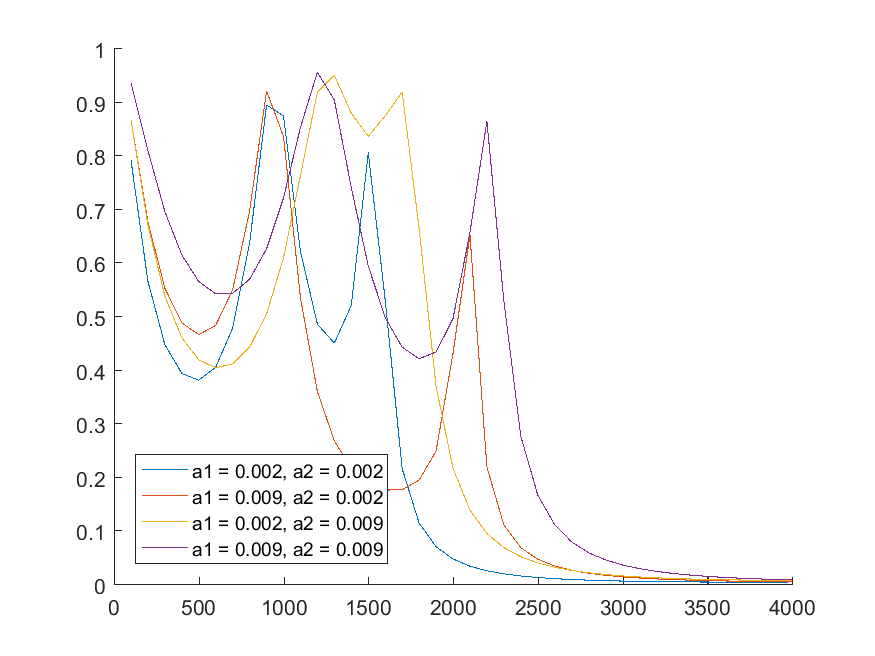 1
0.9
0.8
0.7
0.6
0.5
0.4
0.3
0.2
0.1
0
a1 = 0.002, a2 = 0.002
a1 = 0.009, a2 = 0.002
a1 = 0.002, a2 = 0.009
a1 = 0.009, a2 = 0.009
0 500 1000 1500 2000 2500 3000 3500 4000